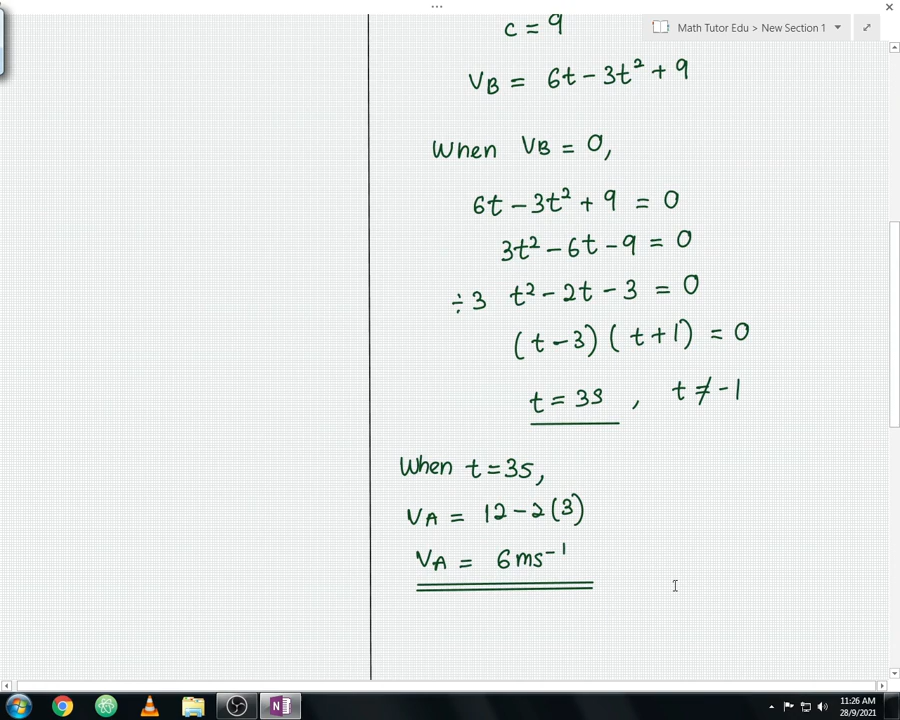 Math Tutor Edu > New Section 1
c = 9
VB = 6t - 3t² + 9
When VB = 0,
6t - 3t² + 9 = 0
3t² - 6t - 9 = 0
÷3 t² - 2t - 3 = 0
(t - 3) (t + 1) = 0
t = 3s , t ≠ -1
When t = 3s,
VA = 12 - 2(3)
VA = 6 ms⁻¹
11:26 AM
28/9/2021